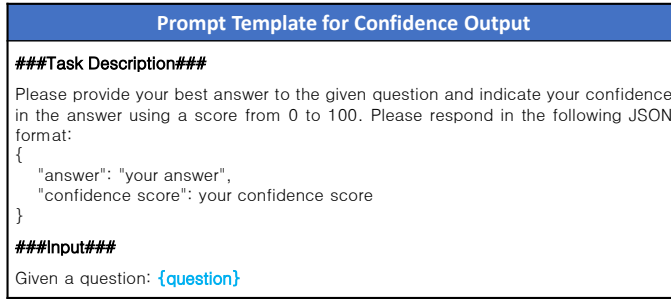 Prompt Template for Confidence Output
###Task Description###
Please provide your best answer to the given question and indicate your confidence
in the answer using a score from 0 to 100. Please respond in the following JSON
format:
{
"answer": "your answer",
"confidence score": your confidence score
}
###Input###
Given a question: {question}